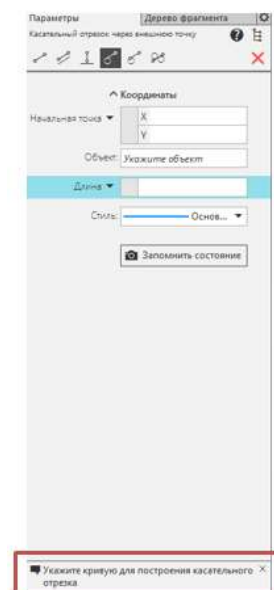 Параметры
Дерево фрагмента
Касательный отрезок через внешнюю точку
Координаты
Начальная точка
X
Y
Объект:
Укажите объект
Длина
Стиль:
Основ...
Запомнить состояние
Укажите кривую для построения касательного
отрезка